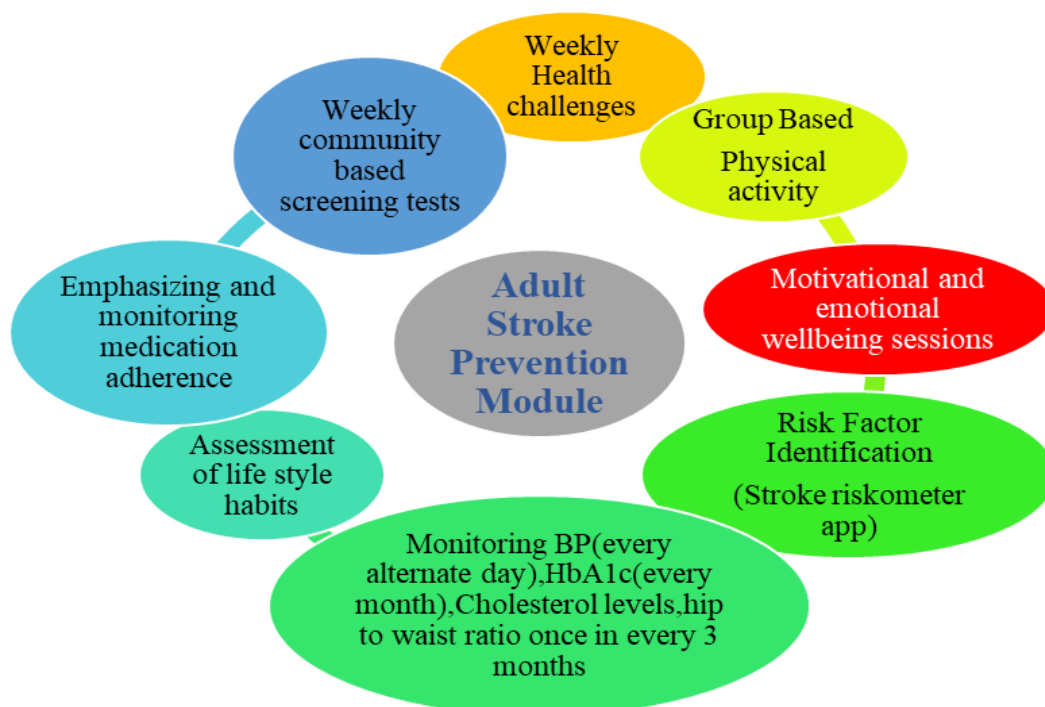 Weekly
Health
challenges
Group Based
Physical
activity
Motivational and
emotional
wellbeing sessions
Risk Factor
Identification
(Stroke riskometer
app)
Monitoring BP(every
alternate day),HbA1c(every
month),Cholesterol levels,hip
to waist ratio once in every 3
months
Assessment
of life style
habits
Emphasizing and
monitoring
medication
adherence
Weekly
community
based
screening tests
Adult
Stroke
Prevention
Module